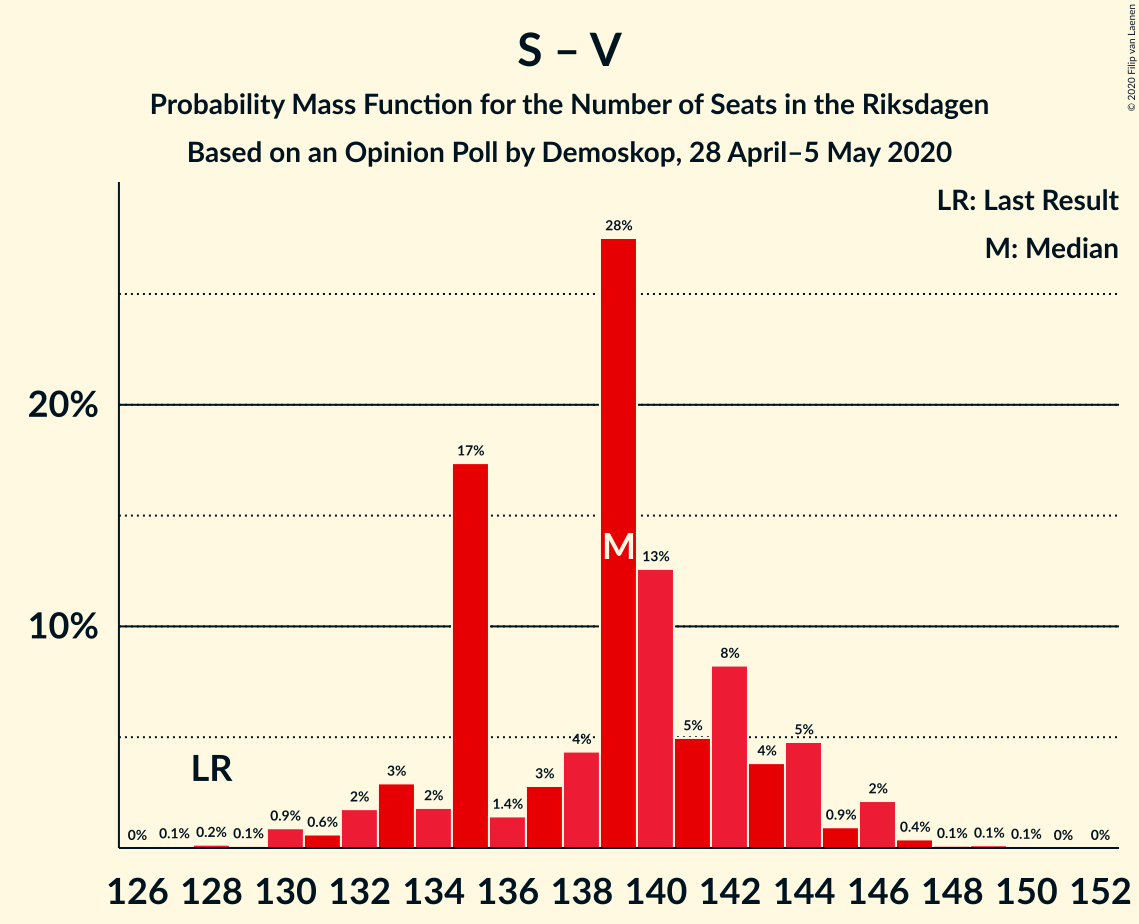 S – V
Probability Mass Function for the Number of Seats in the Riksdagen
Based on an Opinion Poll by Demoskop, 28 April–5 May 2020
© 2020 Filip van Laenen
LR: Last Result
M: Median
20%
10%
LR
M
0% 0.1% 0.2% 0.1% 0.9% 0.6% 2% 3% 2% 17% 1.4% 3% 4% 28% 13% 5% 8% 4% 5% 0.9% 2% 0.4% 0.1% 0.1% 0.1% 0% 0%
126 128 130 132 134 136 138 140 142 144 146 148 150 152